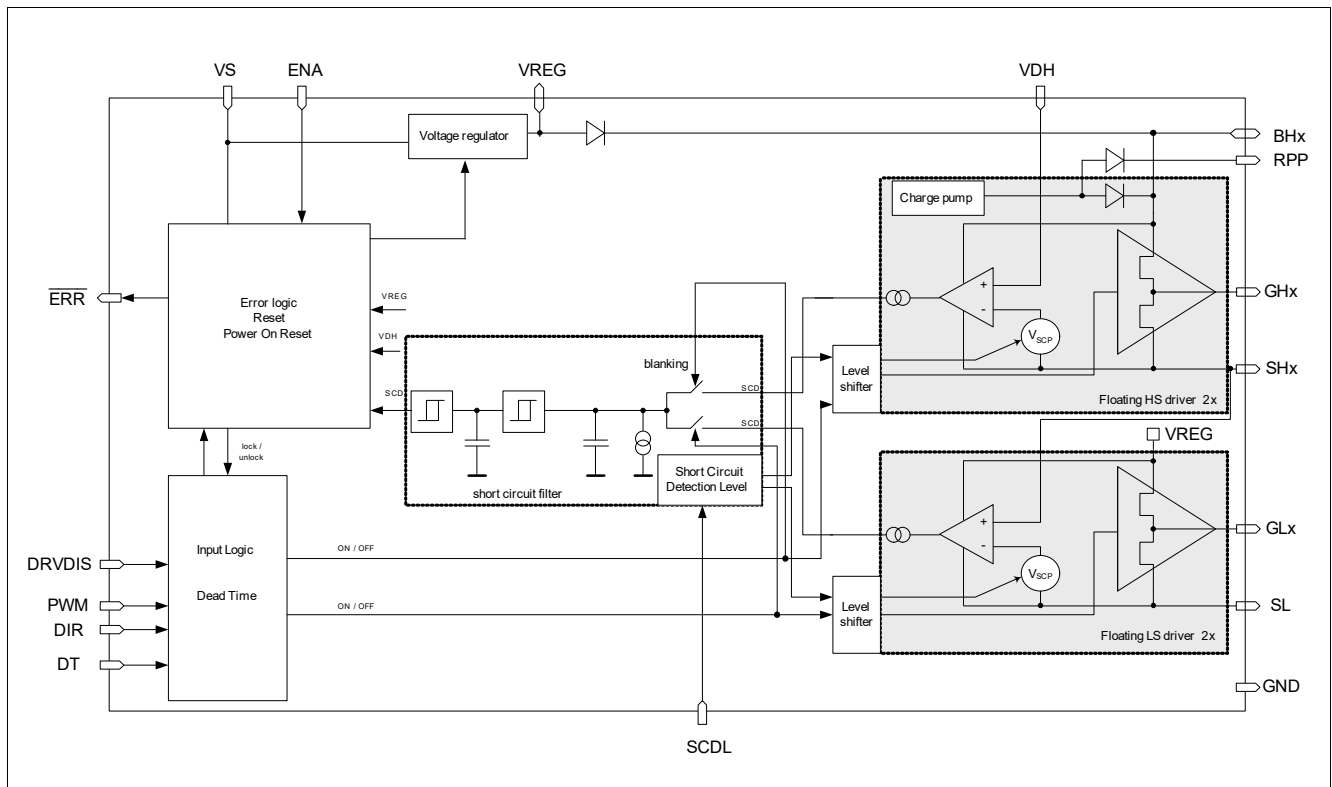 VS
ENA
VREG
VDH
Voltage regulator
BHx
RPP
Charge pump
ERR
Error logic
Reset
Power On Reset
VREG
VDH
SCD
blanking
SCD
SCD
+
-
VSCP
GHx
Level
shifter
SHx
Floating HS driver 2x
lock /
unlock
short circuit filter
Short Circuit
Detection Level
VREG
+
-
VSCP
GLx
Input Logic
Dead Time
ON / OFF
ON / OFF
DRVDIS
PWM
DIR
DT
Level
shifter
SL
Floating LS driver 2x
GND
SCDL